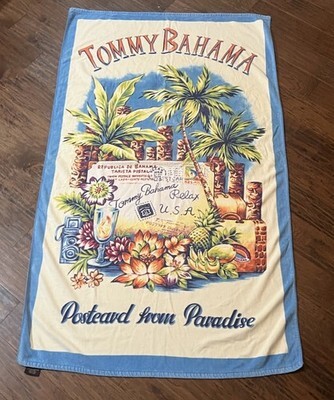 TOMMY BAHAMA
REPUBLICA DE BAHAMA
TARJETA POSTAL
Tommy Bahama
Relax
U.S.A
Postcard from Paradise